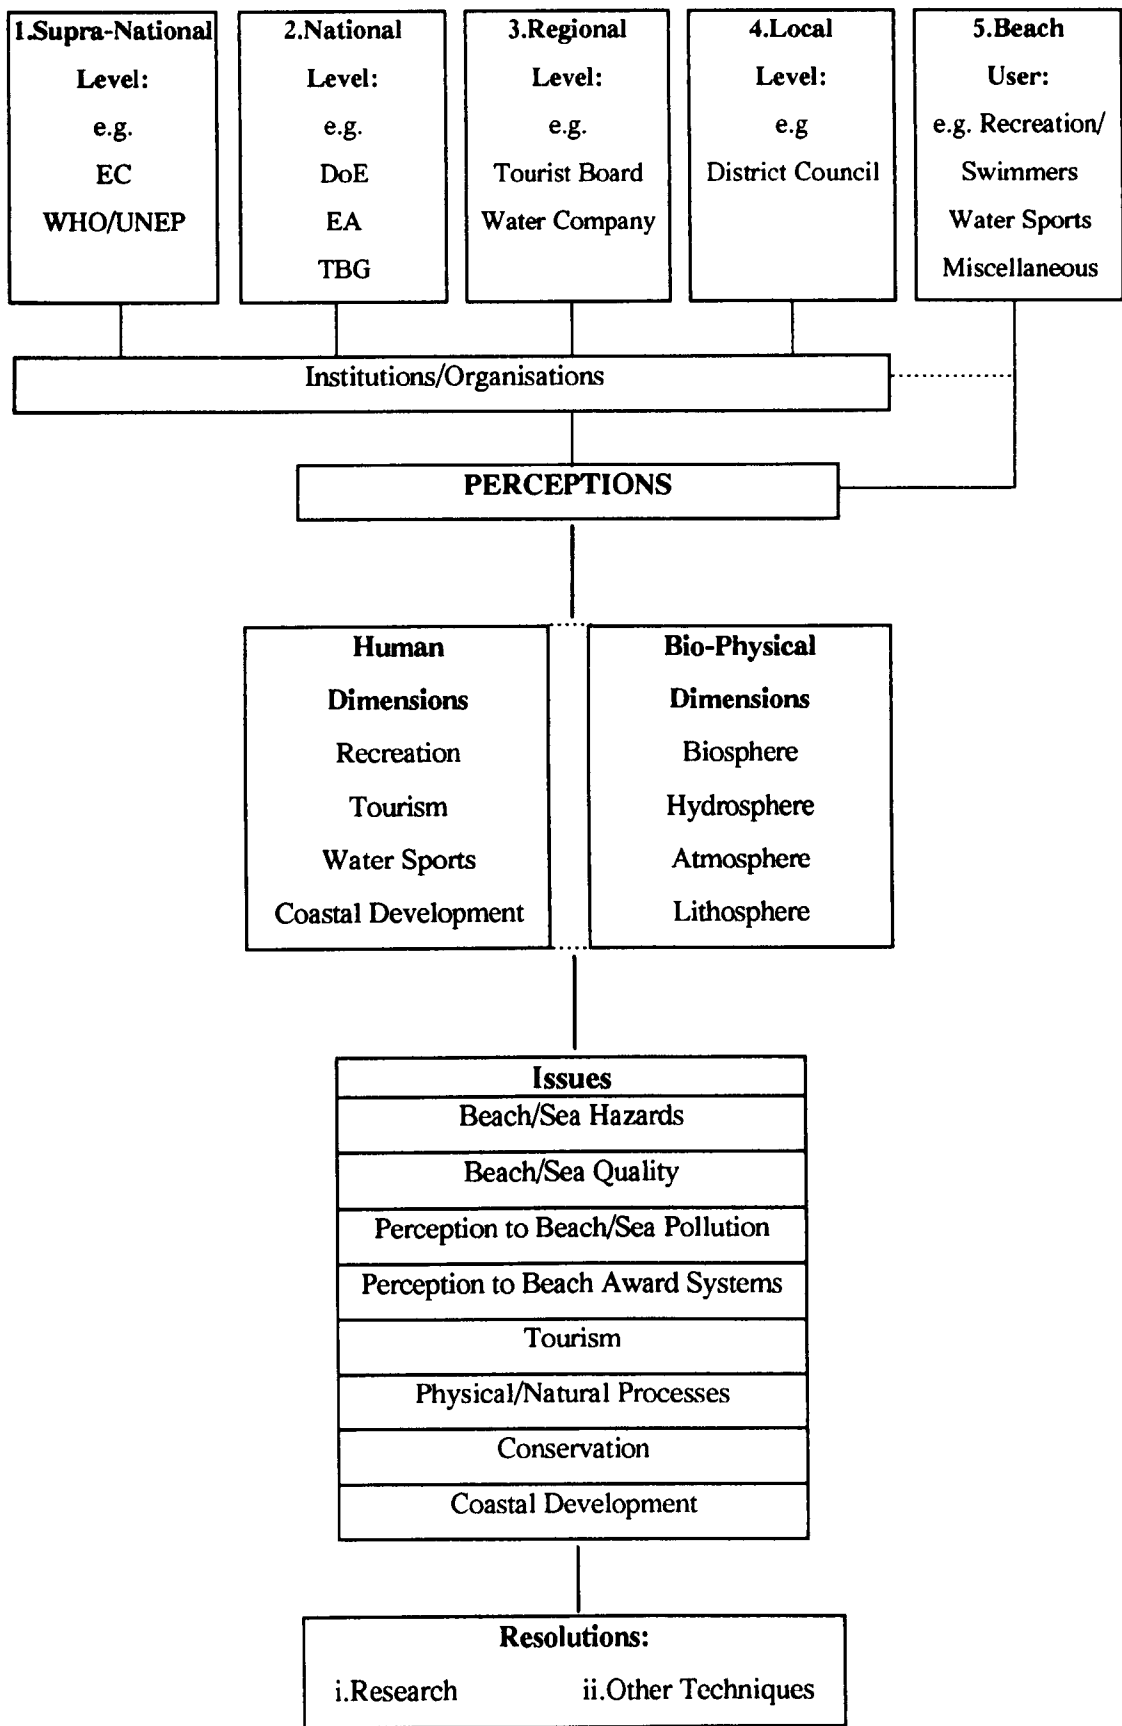 1.Supra-National
Level:
e.g.
EC
WHO/UNEP
2.National
Level:
e.g.
DoE
EA
TBG
3.Regional
Level:
e.g.
Tourist Board
Water Company
4.Local
Level:
e.g
District Council
5.Beach
User:
e.g. Recreation/
Swimmers
Water Sports
Miscellaneous
Institutions/Organisations
PERCEPTIONS
Human
Dimensions
Recreation
Tourism
Water Sports
Coastal Development
Bio-Physical
Dimensions
Biosphere
Hydrosphere
Atmosphere
Lithosphere
Issues
Beach/Sea Hazards
Beach/Sea Quality
Perception to Beach/Sea Pollution
Perception to Beach Award Systems
Tourism
Physical/Natural Processes
Conservation
Coastal Development
Resolutions:
i.Research ii.Other Techniques